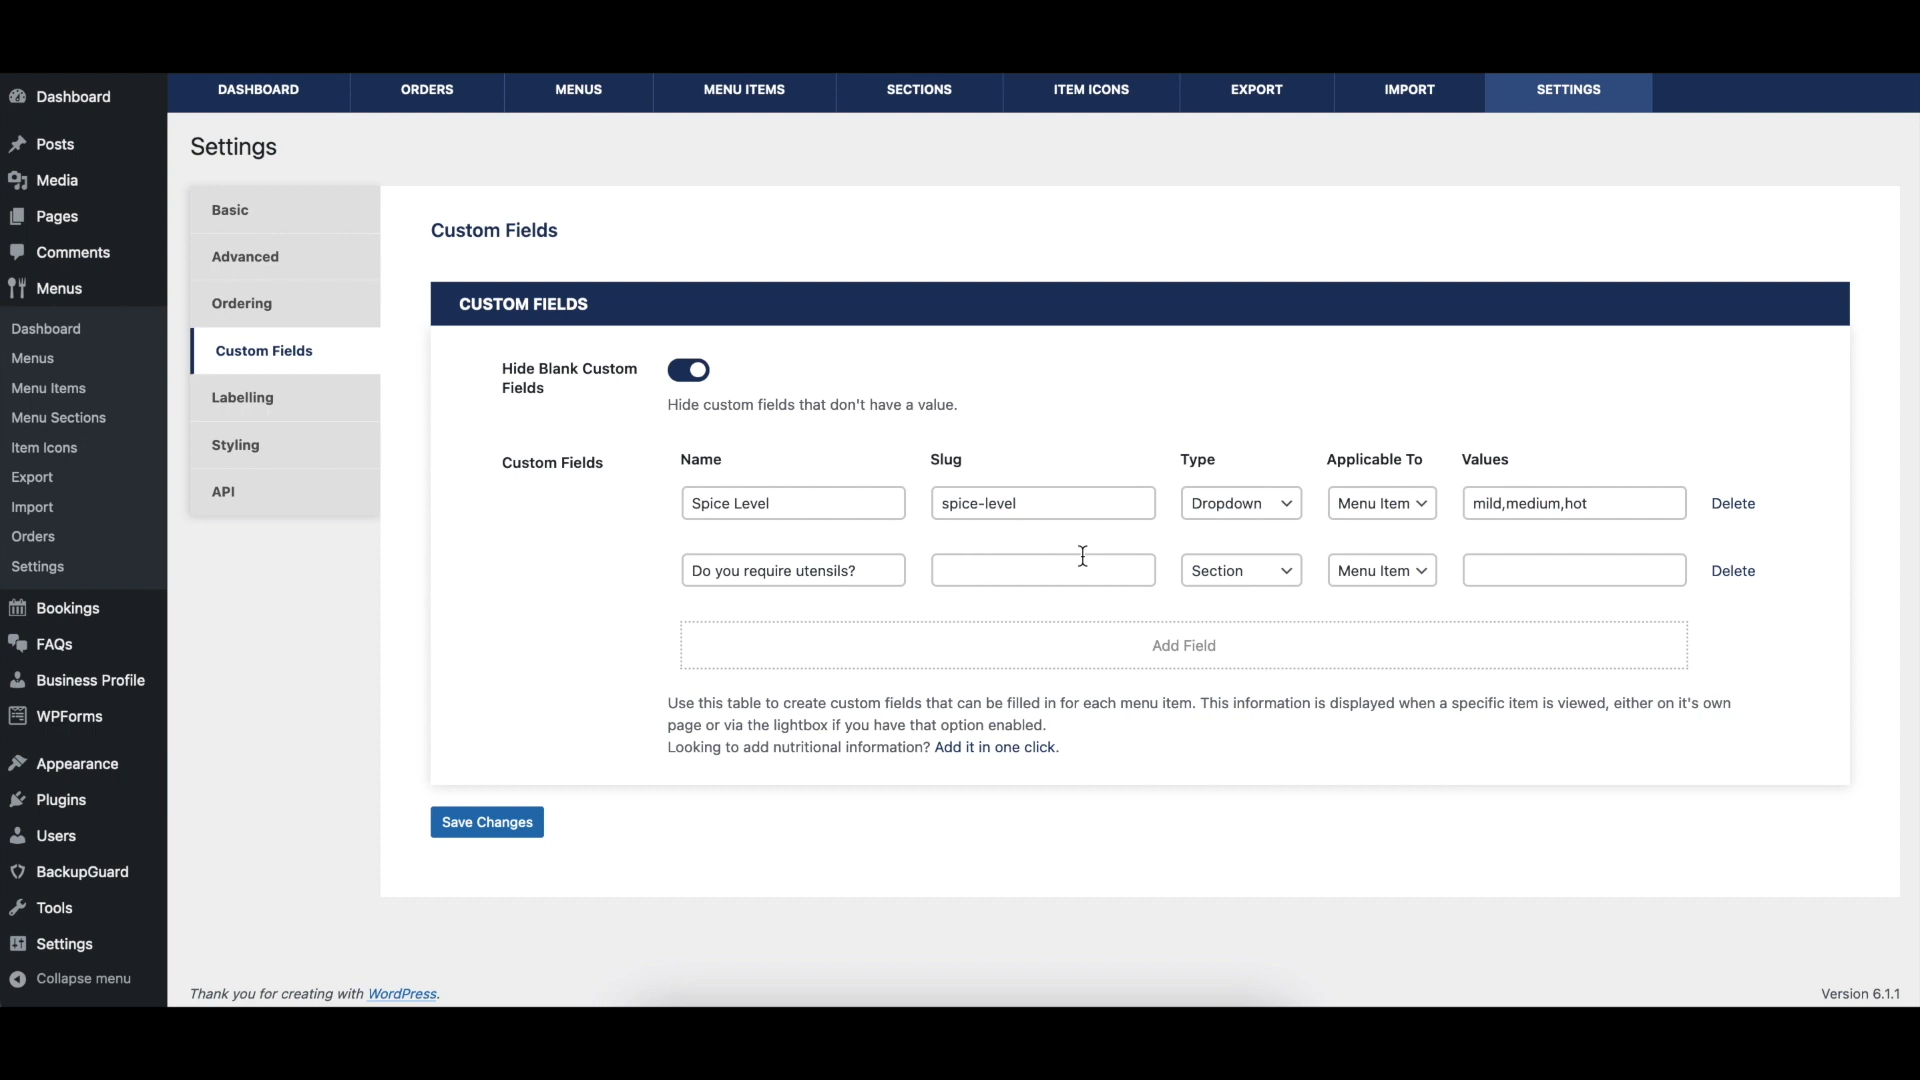 Dashboard
Posts
Media
Pages
Comments
Menus
Dashboard
Menus
Menu Items
Menu Sections
Item Icons
Export
Import
Orders
Settings
Bookings
FAQs
Business Profile
WPForms
Appearance
Plugins
Users
BackupGuard
Tools
Settings
Collapse menu
DASHBOARD ORDERS MENUS MENU ITEMS SECTIONS ITEM ICONS EXPORT IMPORT SETTINGS
Settings
Basic
Advanced
Ordering
Custom Fields
Labelling
Styling
API
Custom Fields
CUSTOM FIELDS
Hide Blank Custom
Fields
Hide custom fields that don't have a value.
Custom Fields
Name Slug Type Applicable To Values
Spice Level spice-level Dropdown Menu Item mild,medium,hot Delete
Do you require utensils? Section Menu Item Delete
Add Field
Use this table to create custom fields that can be filled in for each menu item. This information is displayed when a specific item is viewed, either on it's own
page or via the lightbox if you have that option enabled.
Looking to add nutritional information? Add it in one click.
Save Changes
Thank you for creating with WordPress.
Version 6.1.1